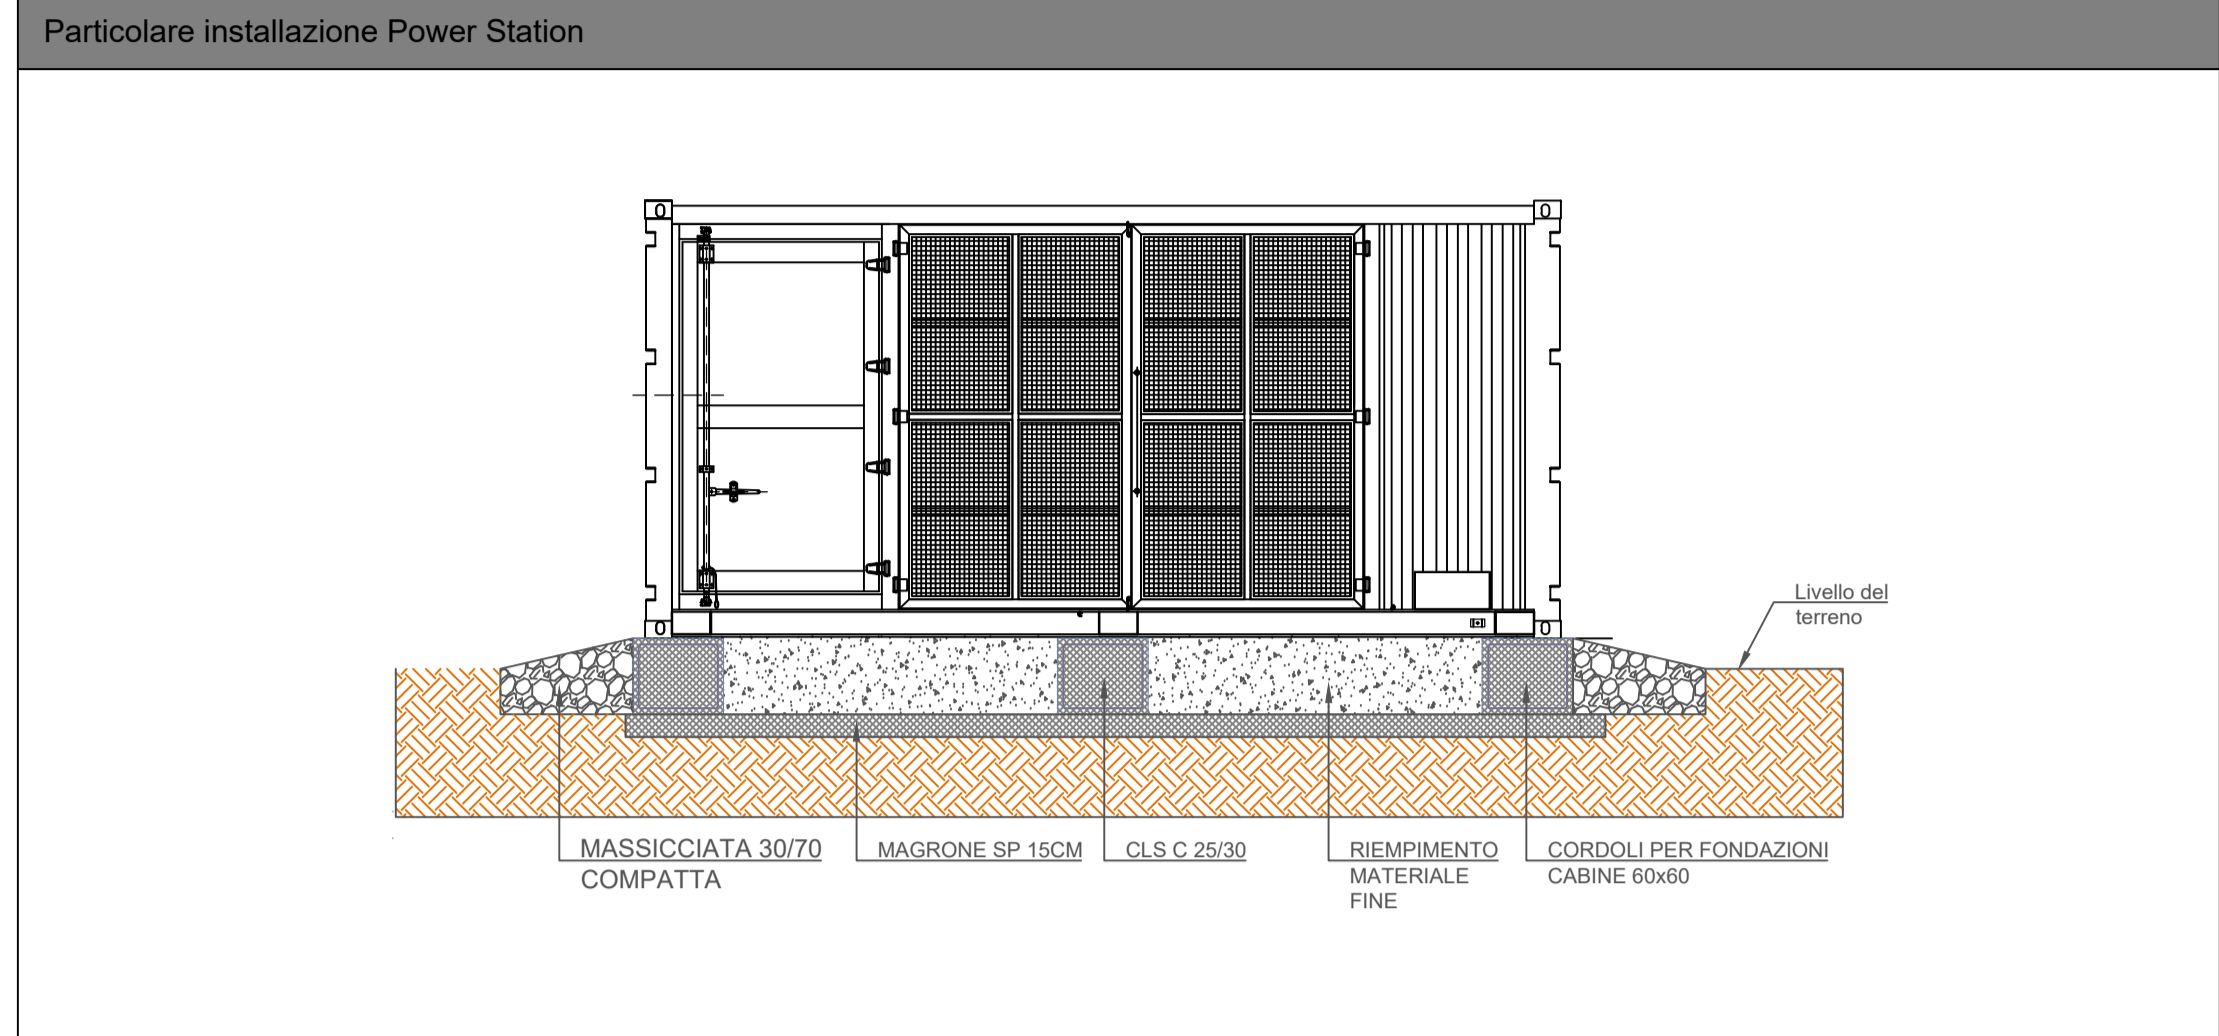 Particolare installazione Power Station
Livello del
terreno
MASSICCIATA 30/70
COMPATTA
MAGRONE SP 15CM
CLS C 25/30
RIEMPIMENTO
MATERIALE
FINE
CORDOLI PER FONDAZIONI
CABINE 60x60